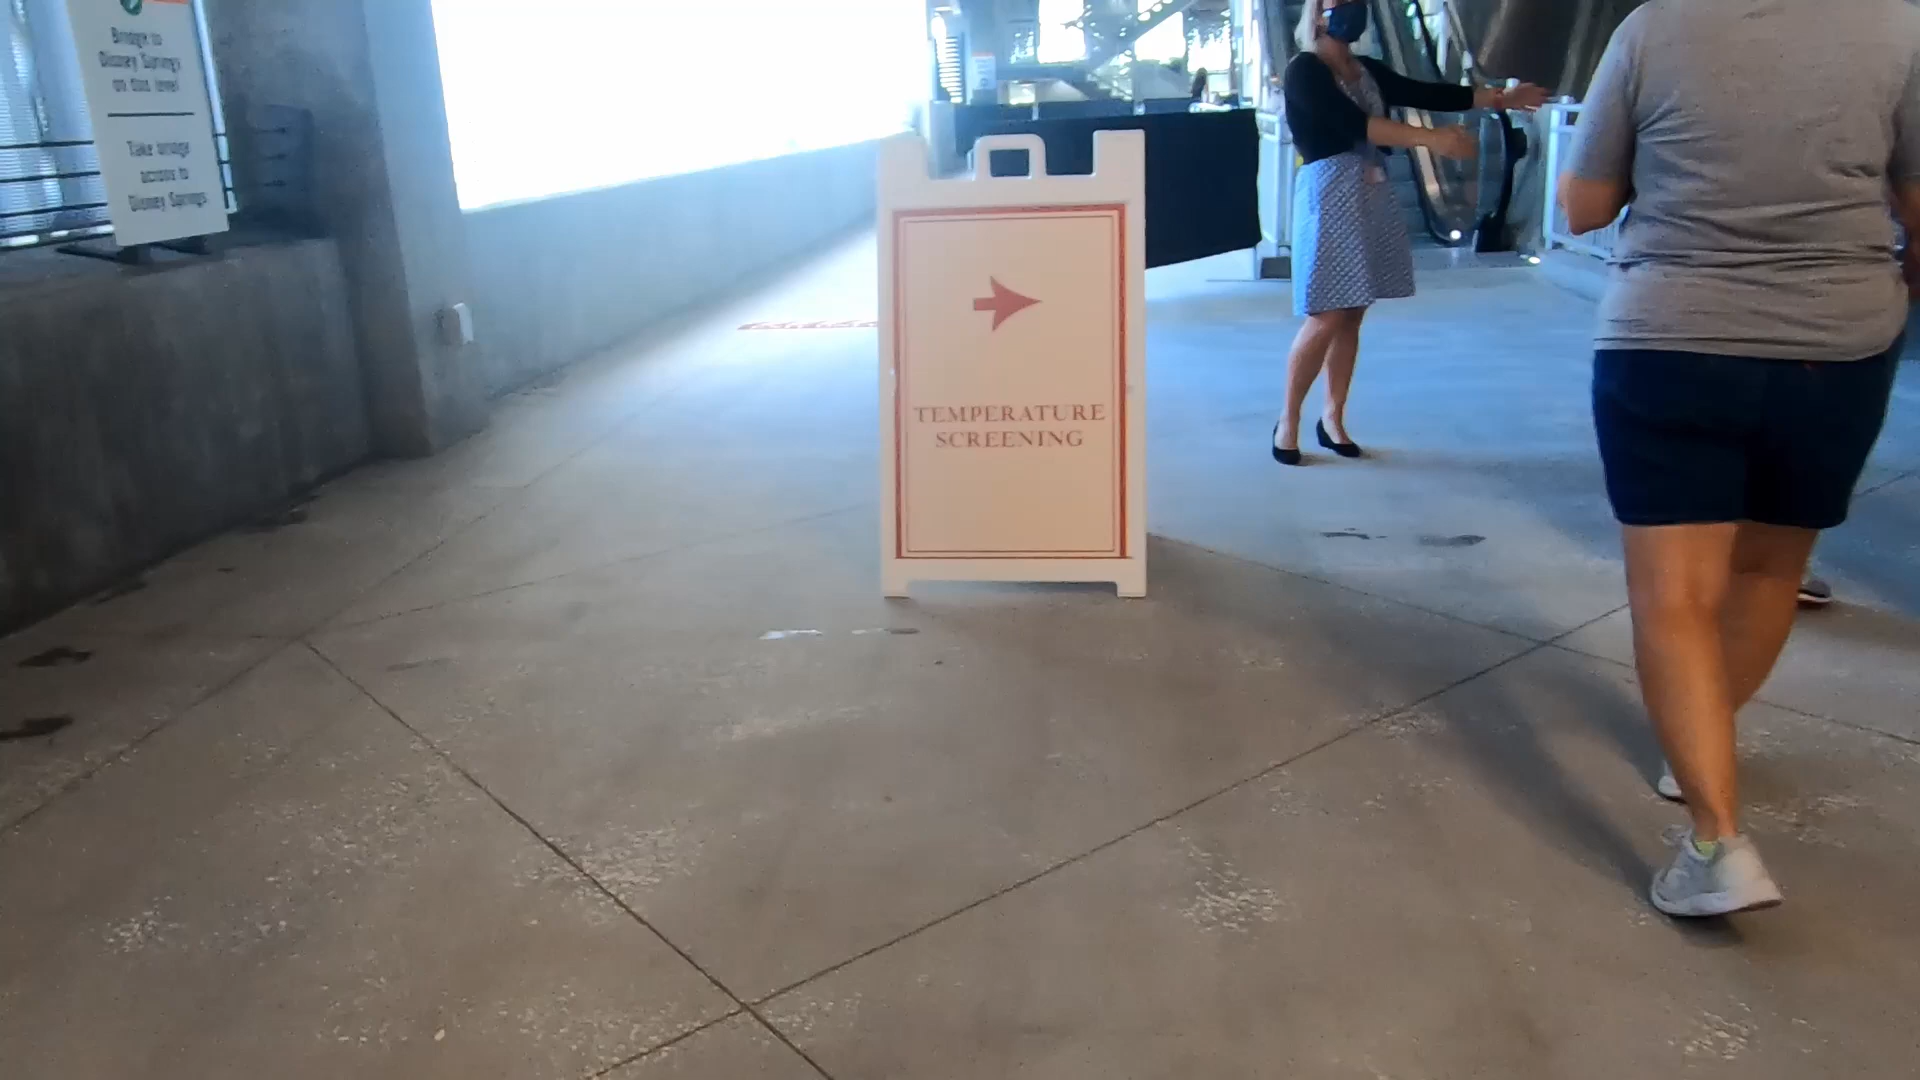 Bridge to
Disney Springs
on this level
Take bridge
across to
Disney Springs
TEMPERATURE
SCREENING